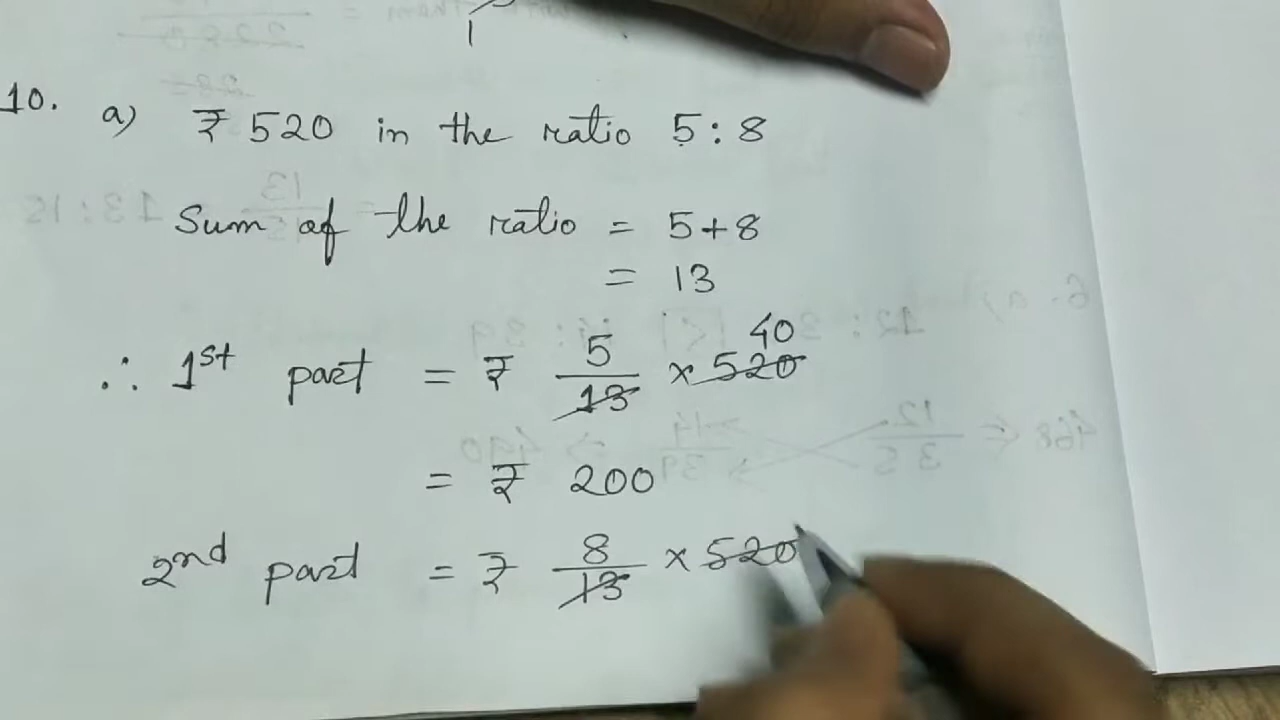 10. a) ₹ 520 in the ratio 5 : 8
Sum of the ratio = 5 + 8
= 13
40
∴ 1st part = ₹ 5/13 × 520
= ₹ 200
2nd part = ₹ 8/13 × 520